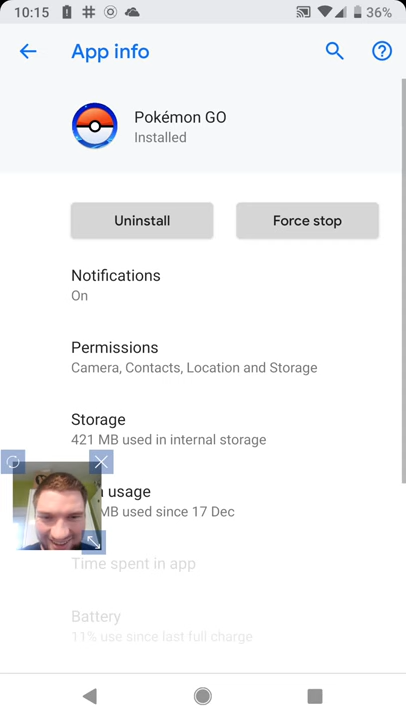 10:15
36%
App info
Pokémon GO
Installed
Uninstall
Force stop
Notifications
On
Permissions
Camera, Contacts, Location and Storage
Storage
421 MB used in internal storage
usage
MB used since 17 Dec
Time spent in app
Battery
11% use since last full charge